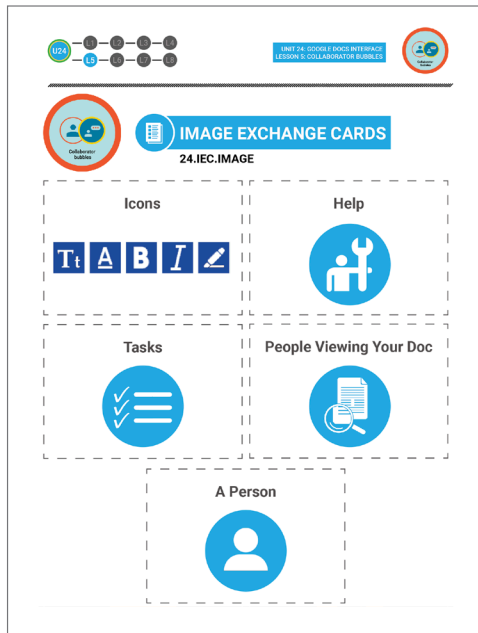 U24
L1 L2 L3 L4
L5 L6 L7 L8
UNIT 24: GOOGLE DOCS INTERFACE
LESSON 5: COLLABORATOR BUBBLES
Collaborator
bubbles
Collaborator
bubbles
IMAGE EXCHANGE CARDS
24.IEC.IMAGE
Icons
Help
Tt A B I
Tasks
People Viewing Your Doc
A Person